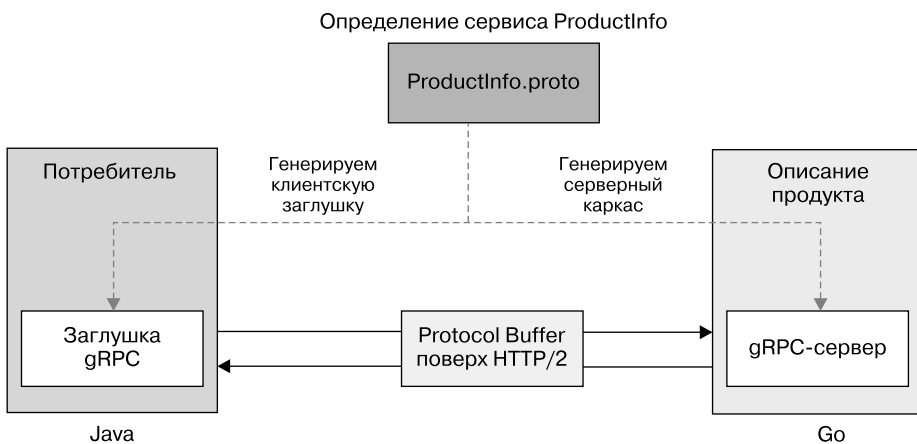 Определение сервиса ProductInfo
ProductInfo.proto
Потребитель
Генерируем
клиентскую
заглушку
Генерируем
серверный
каркас
Описание
продукта
Заглушка
gRPC
Protocol Buffer
поверх HTTP/2
gRPC-сервер
Java
Go